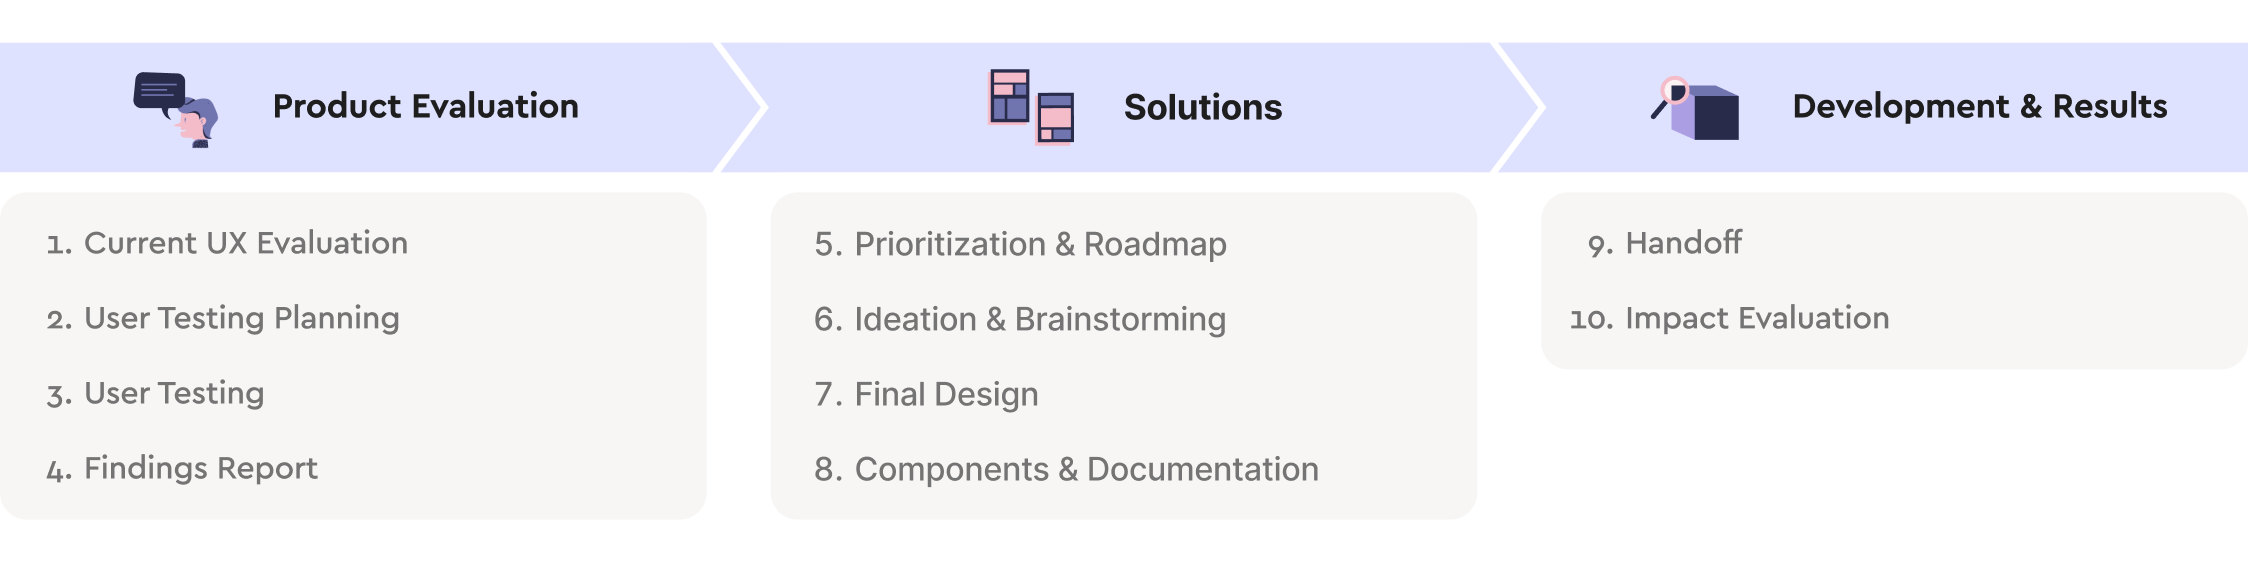 Product Evaluation
1. Current UX Evaluation
2. User Testing Planning
3. User Testing
4. Findings Report
Solutions
5. Prioritization & Roadmap
6. Ideation & Brainstorming
7. Final Design
8. Components & Documentation
Development & Results
9. Handoff
10. Impact Evaluation